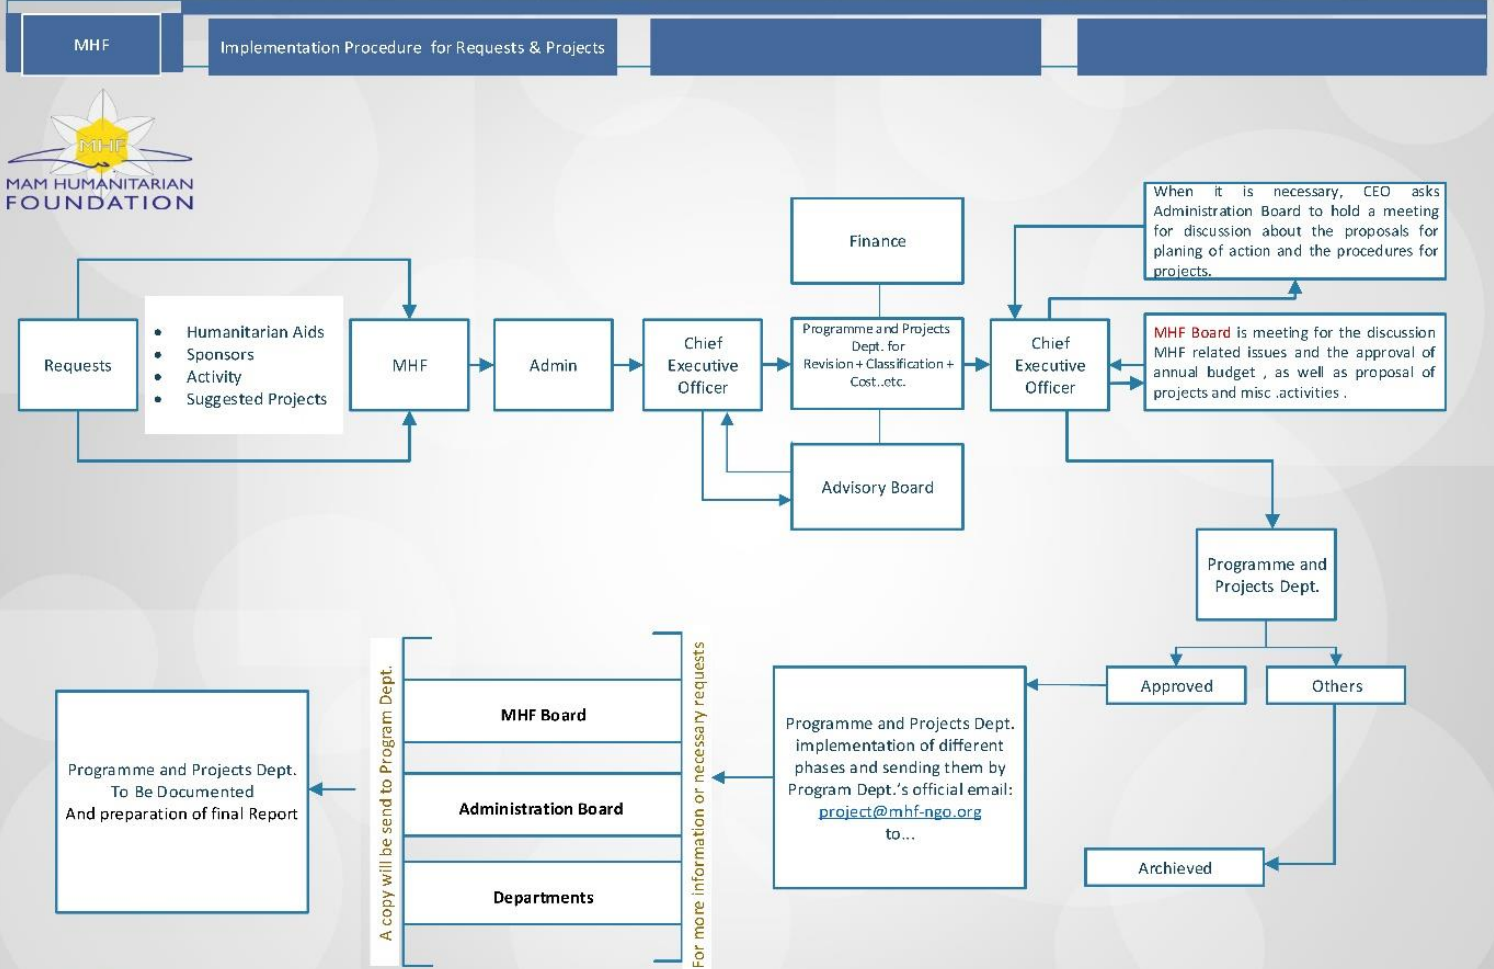 MHF
Implementation Procedure for Requests & Projects
MHF
MAM HUMANITARIAN
FOUNDATION
Requests
• Humanitarian Aids
• Sponsors
• Activity
• Suggested Projects
MHF
Admin
Chief
Executive
Officer
Finance
Programme and Projects
Dept. for
Revision + Classification +
Cost..etc.
Advisory Board
Chief
Executive
Officer
When it is necessary, CEO asks
Administration Board to hold a meeting
for discussion about the proposals for
planing of action and the procedures for
projects.
MHF Board is meeting for the discussion
MHF related issues and the approval of
annual budget , as well as proposal of
projects and misc .activities .
Programme and
Projects Dept.
Approved
Others
Archieved
Programme and Projects Dept.
implementation of different
phases and sending them by
Program Dept.'s official email:
project@mhf-ngo.org
to...
For more information or necessary requests
MHF Board
Administration Board
Departments
A copy will be send to Program Dept.
Programme and Projects Dept.
To Be Documented
And preparation of final Report